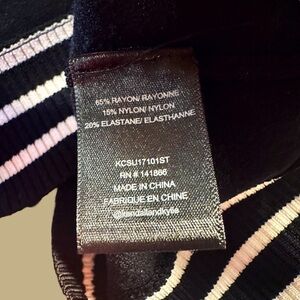 65% RAYON/ RAYONNE
15% NYLON/ NYLON
20% ELASTANE/ ELASTHANNE
KCSU17101ST
RN # 141866
MADE IN CHINA
FABRIQUE EN CHINE
@kendallandkylie